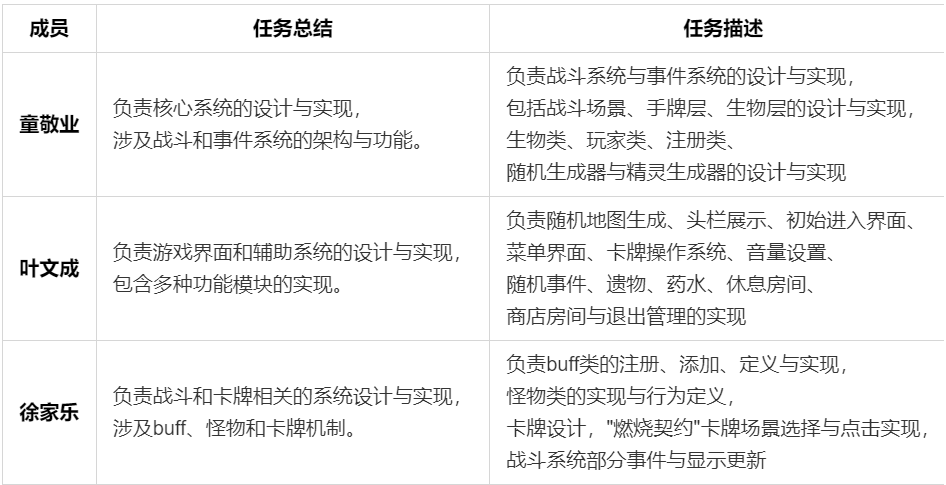 成员 任务总结 任务描述
童敬业
负责核心系统的设计与实现，
涉及战斗和事件系统的架构与功能。
负责战斗系统与事件系统的设计与实现，
包括战斗场景、手牌层、生物层的设计与实现，
生物类、玩家类、注册类、
随机生成器与精灵生成器的设计与实现
叶文成
负责游戏界面和辅助系统的设计与实现，
包含多种功能模块的实现。
负责随机地图生成、头栏展示、初始进入界面、
菜单界面、卡牌操作系统、音量设置、
随机事件、遗物、药水、休息房间、
商店房间与退出管理的实现
徐家乐
负责战斗和卡牌相关的系统设计与实现，
涉及buff、怪物和卡牌机制。
负责buff类的注册、添加、定义与实现，
怪物类的实现与行为定义，
卡牌设计，"燃烧契约"卡牌场景选择与点击实现，
战斗系统部分事件与显示更新